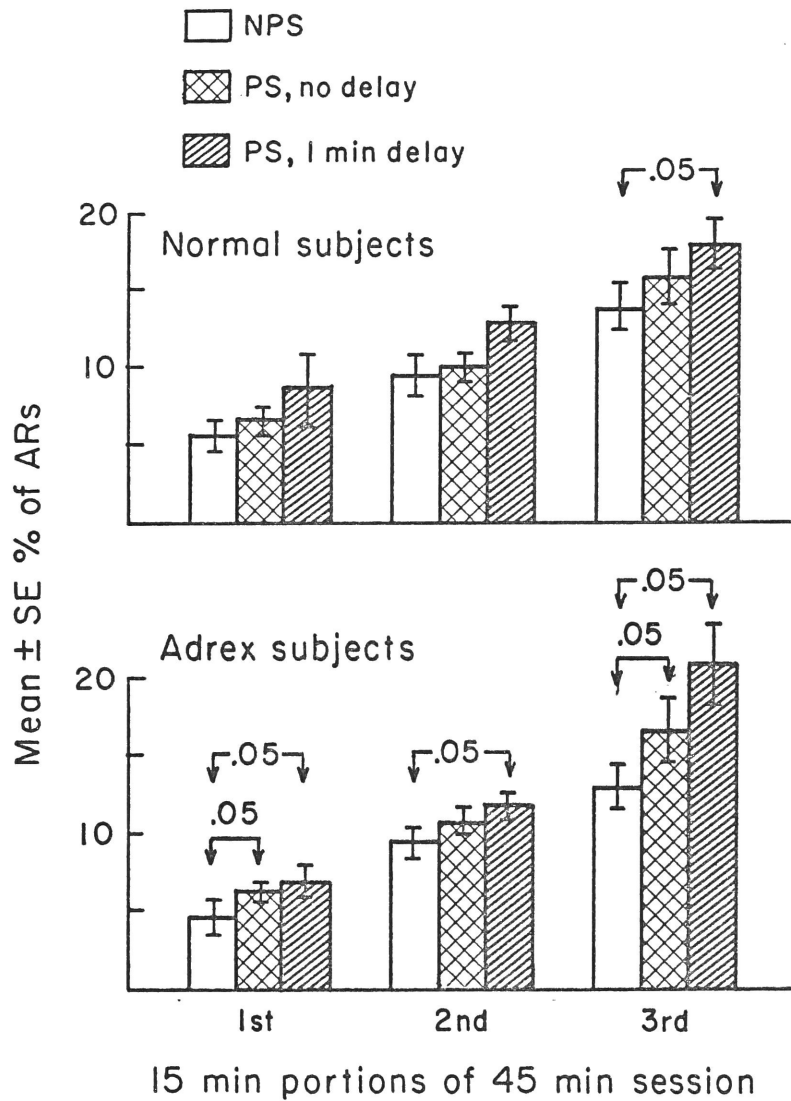 NPS
PS, no delay
PS, 1 min delay
.05
20
Normal subjects
10
Mean ± SE % of ARs
.05
.05
Adrex subjects
20
.05
.05
.05
10
1st 2nd 3rd
15 min portions of 45 min session